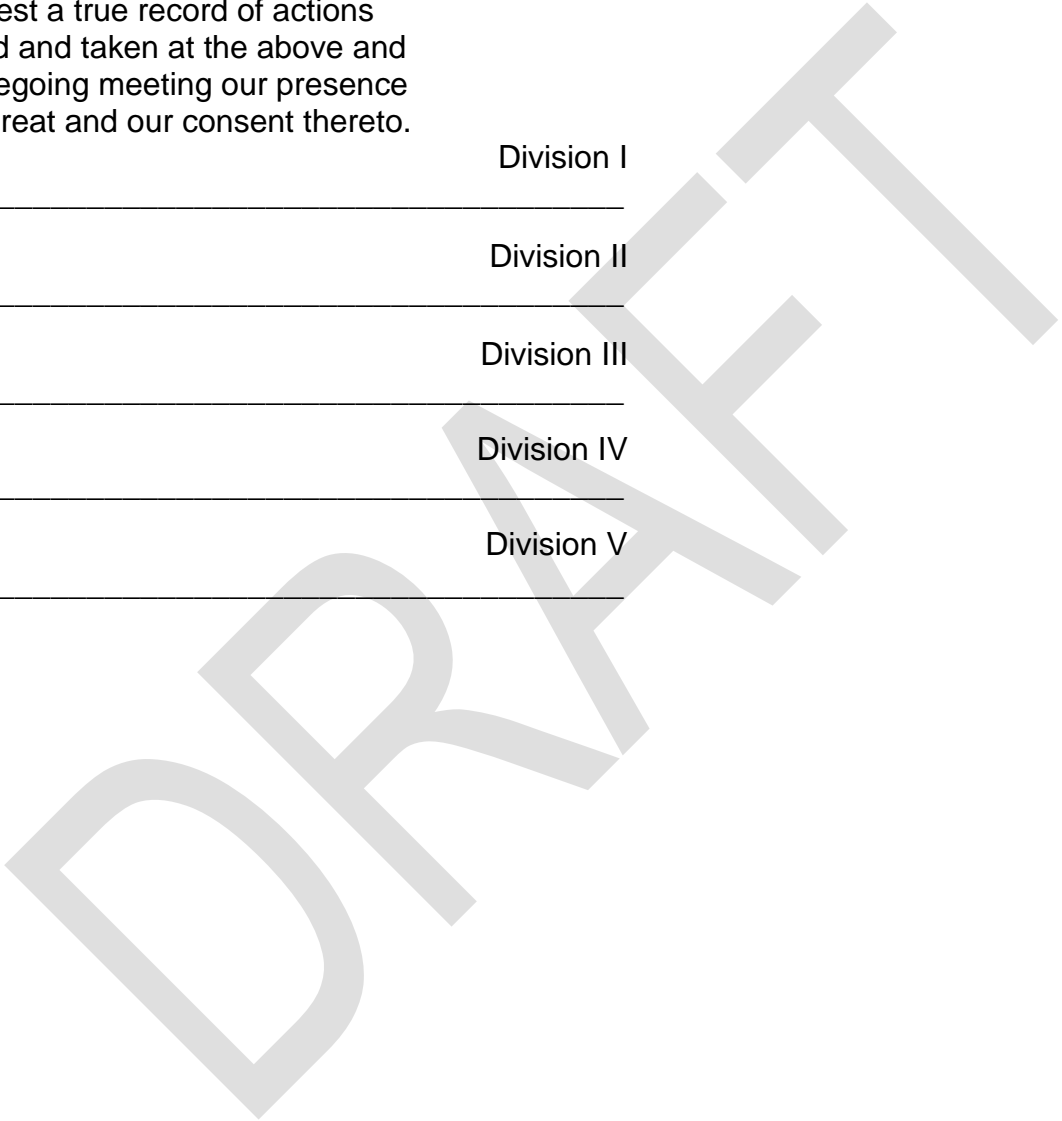 est a true record of actions
d and taken at the above and
egoing meeting our presence
reat and our consent thereto.
Division I
Division II
Division III
Division IV
Division V
DRAFT